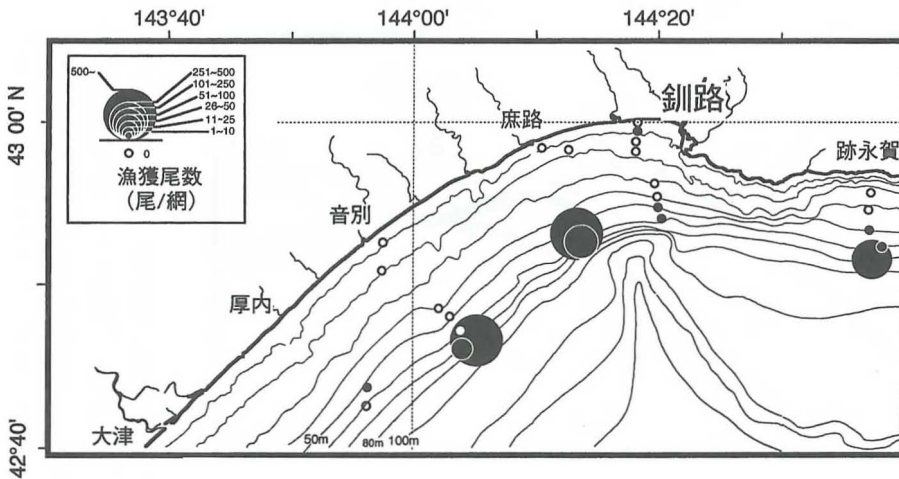 143°40'
144°00'
144°20'
43 00' N
42°40'
500~
251~500
101~250
51~100
26~50
11~25
1~10
0
漁獲尾数
(尾/網)
釧路
庶路
跡永賀
音別
厚内
大津
50m
80m
100m